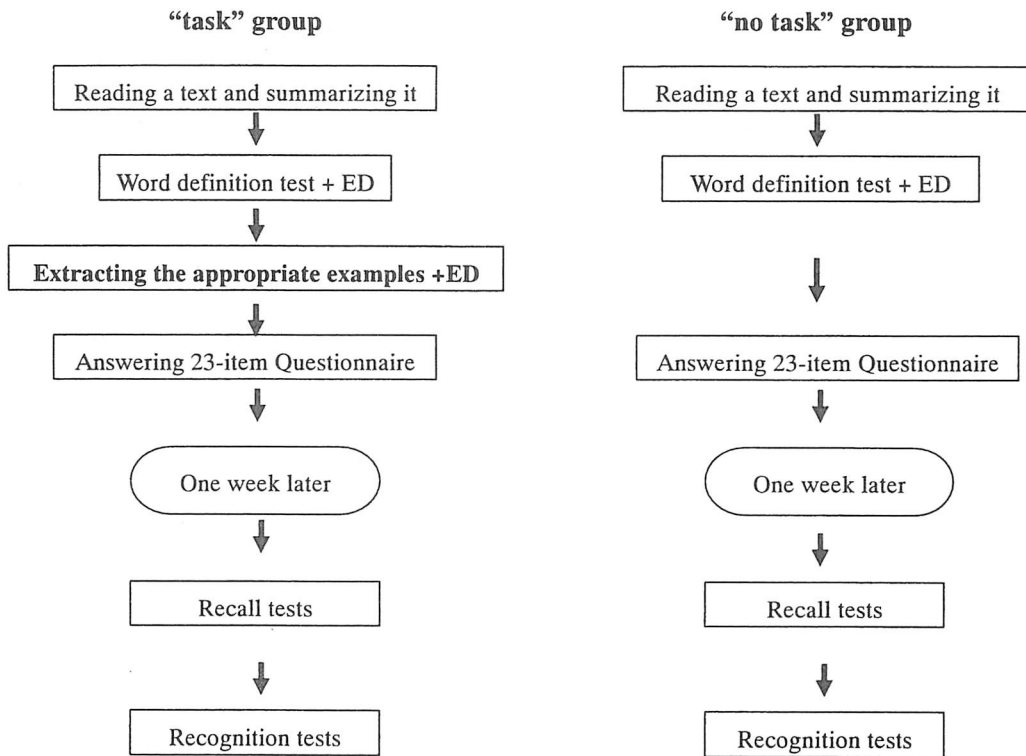 “task” group
Reading a text and summarizing it
Word definition test + ED
Extracting the appropriate examples +ED
Answering 23-item Questionnaire
One week later
Recall tests
Recognition tests
“no task” group
Reading a text and summarizing it
Word definition test + ED
Answering 23-item Questionnaire
One week later
Recall tests
Recognition tests